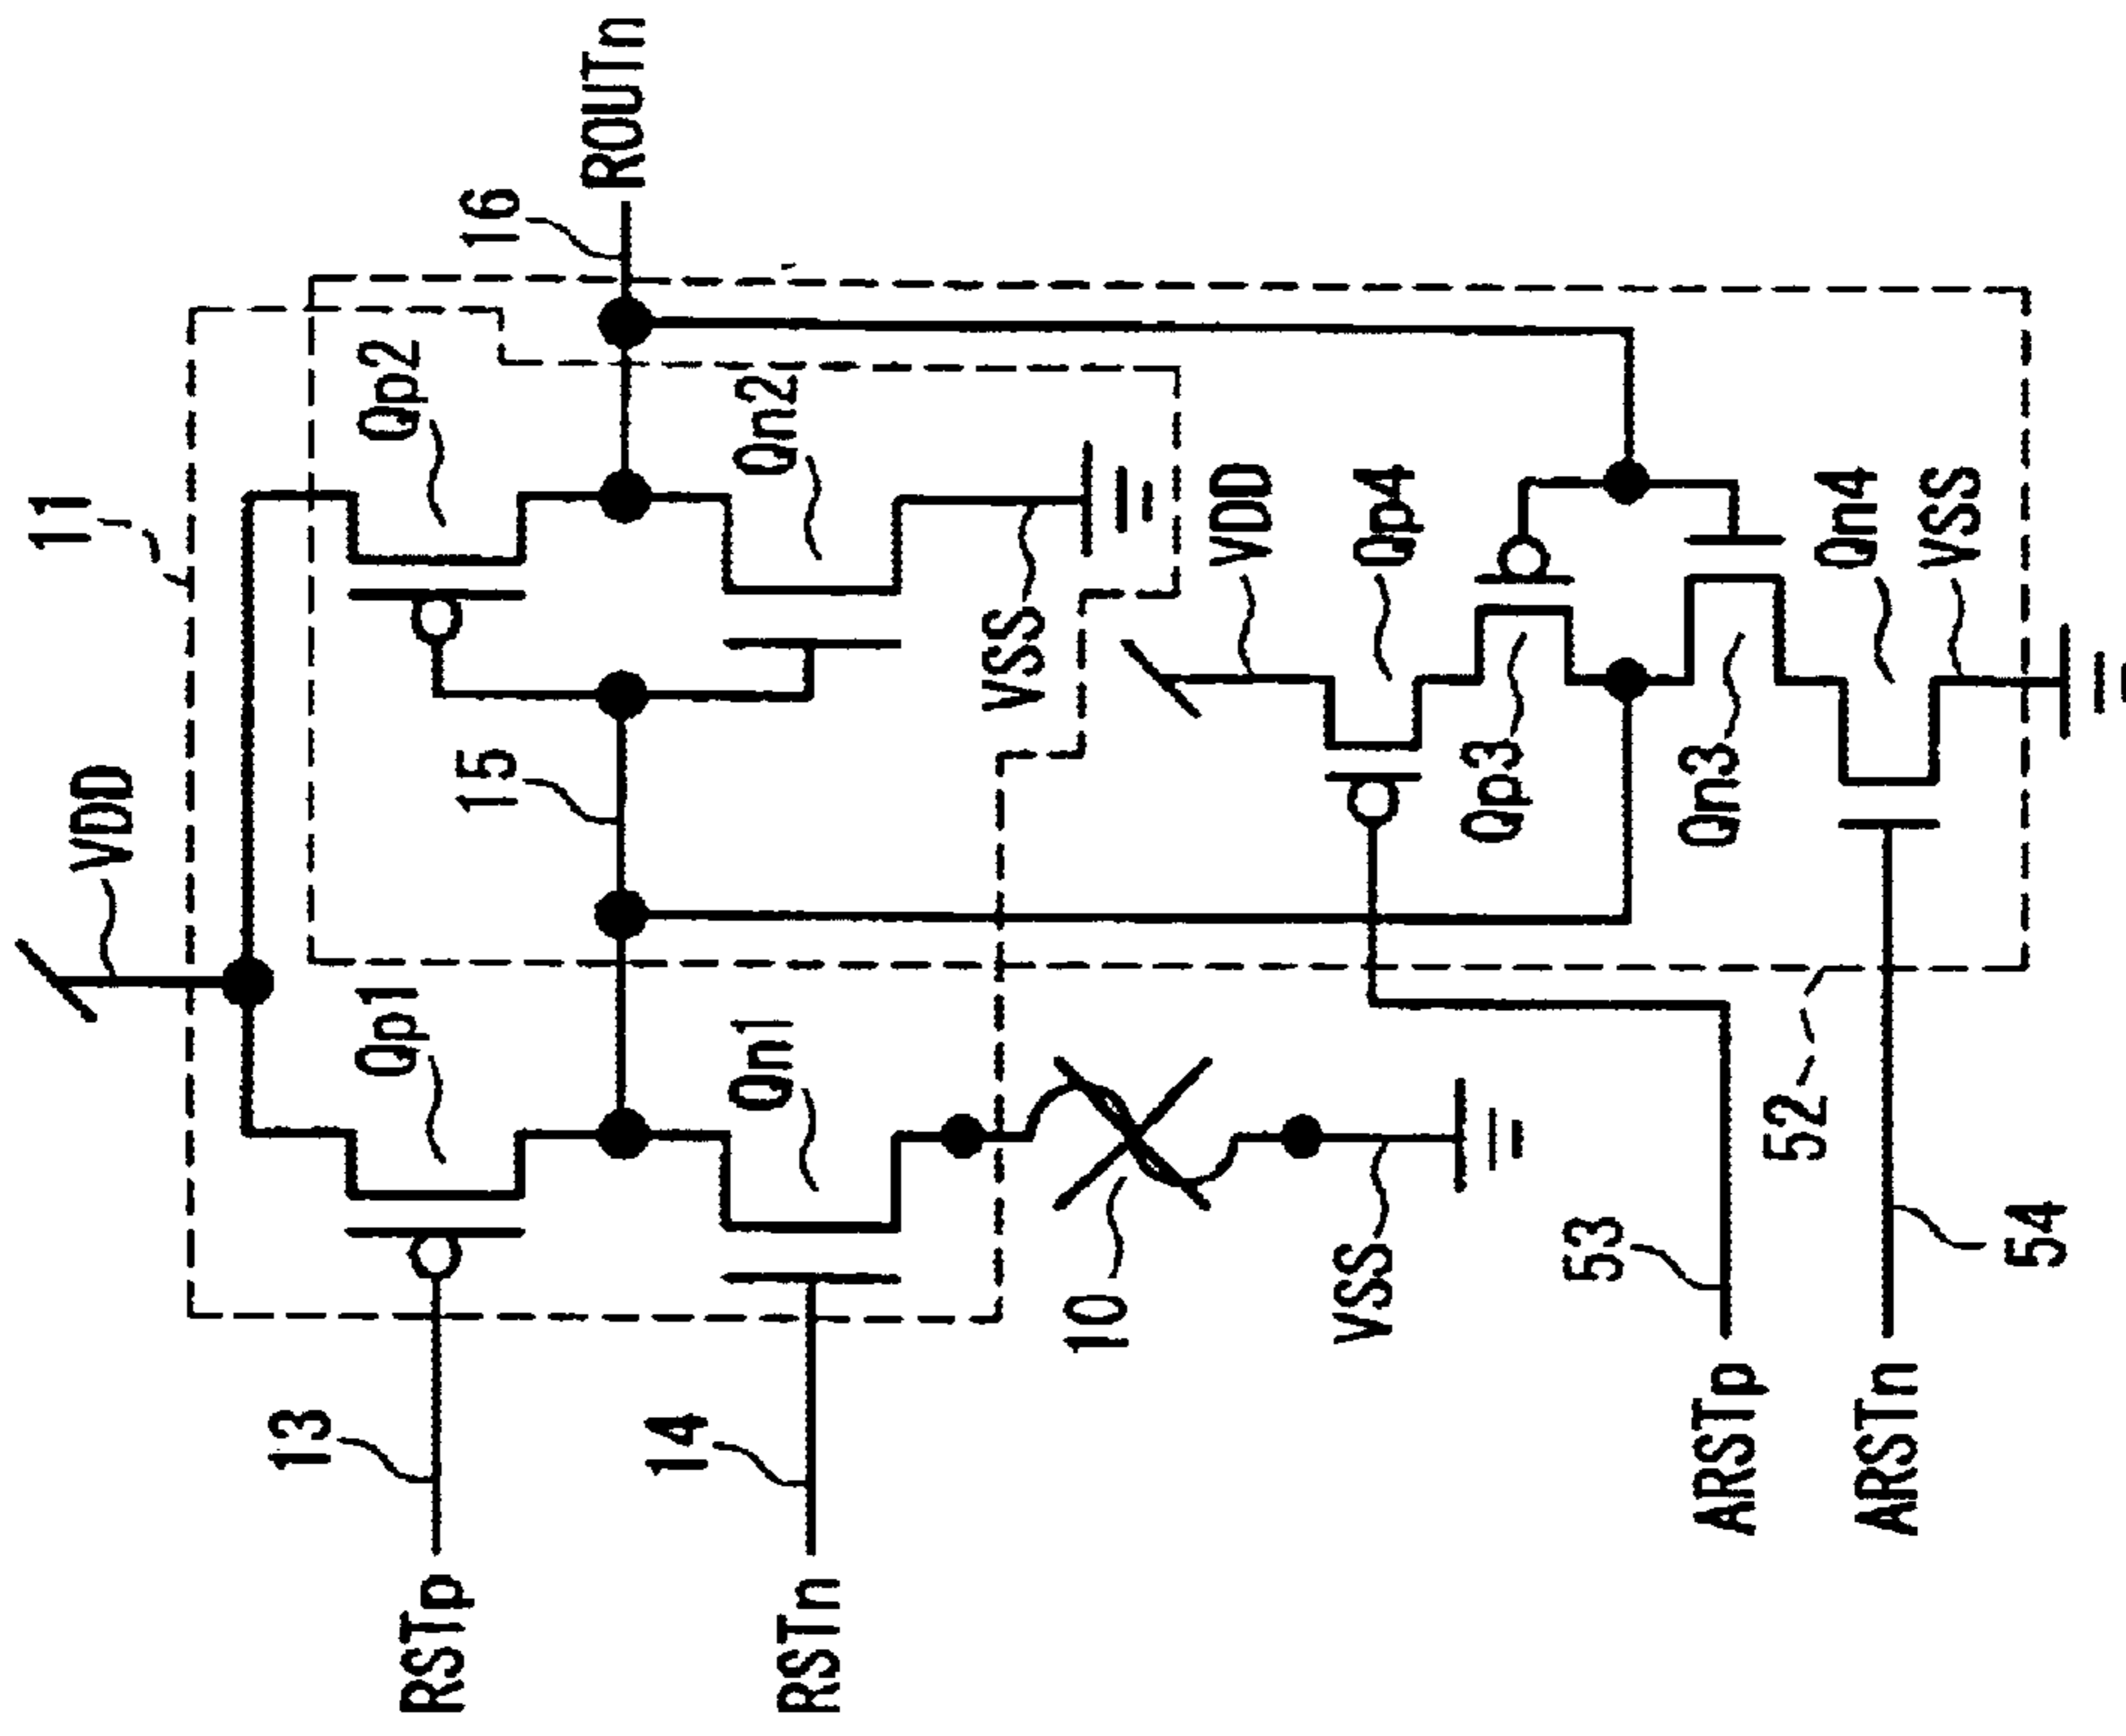 VDD
11
RSTp
13
Qp1
Qp2
15
16
ROUTn
RSTn
14
Qn1
Qn2
VSS
10
VDD
VSS
Qp4
Qp3
53
ARSTp
Qn3
52
Qn4
ARSTn
54
VSS